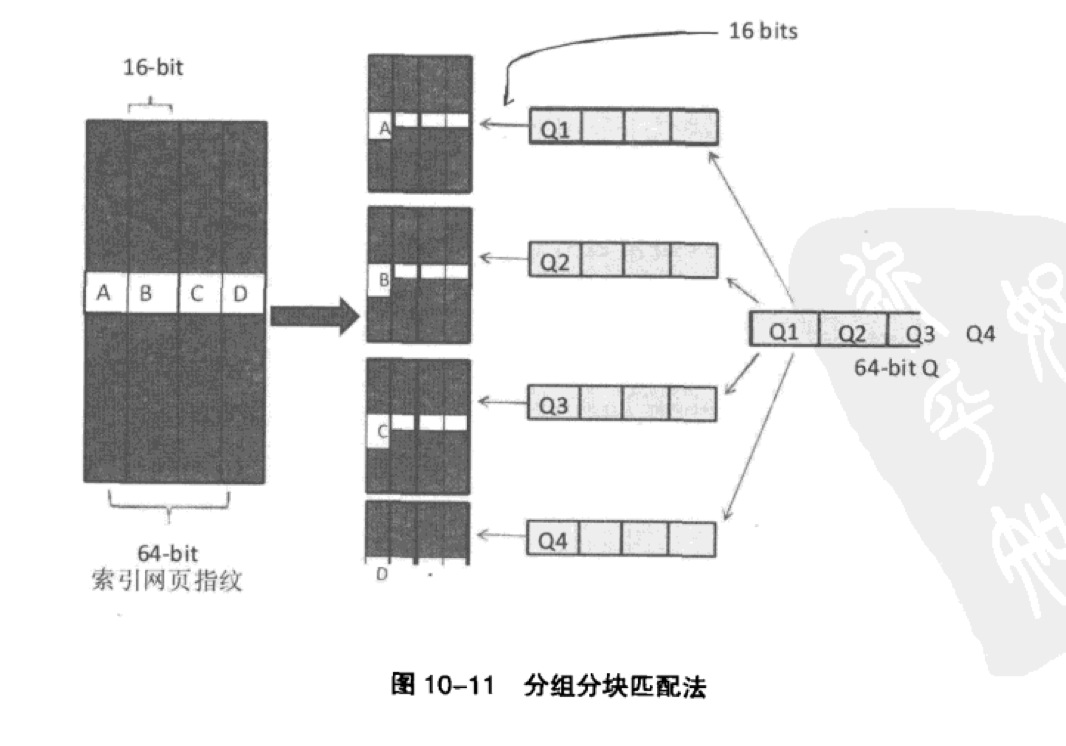 16 bits
16-bit
A
Q1
Q2
B
A B C D
Q1 Q2 Q3 Q4
64-bit Q
Q3
C
Q4
64-bit
D
索引网页指纹
图 10-11 分组分块匹配法